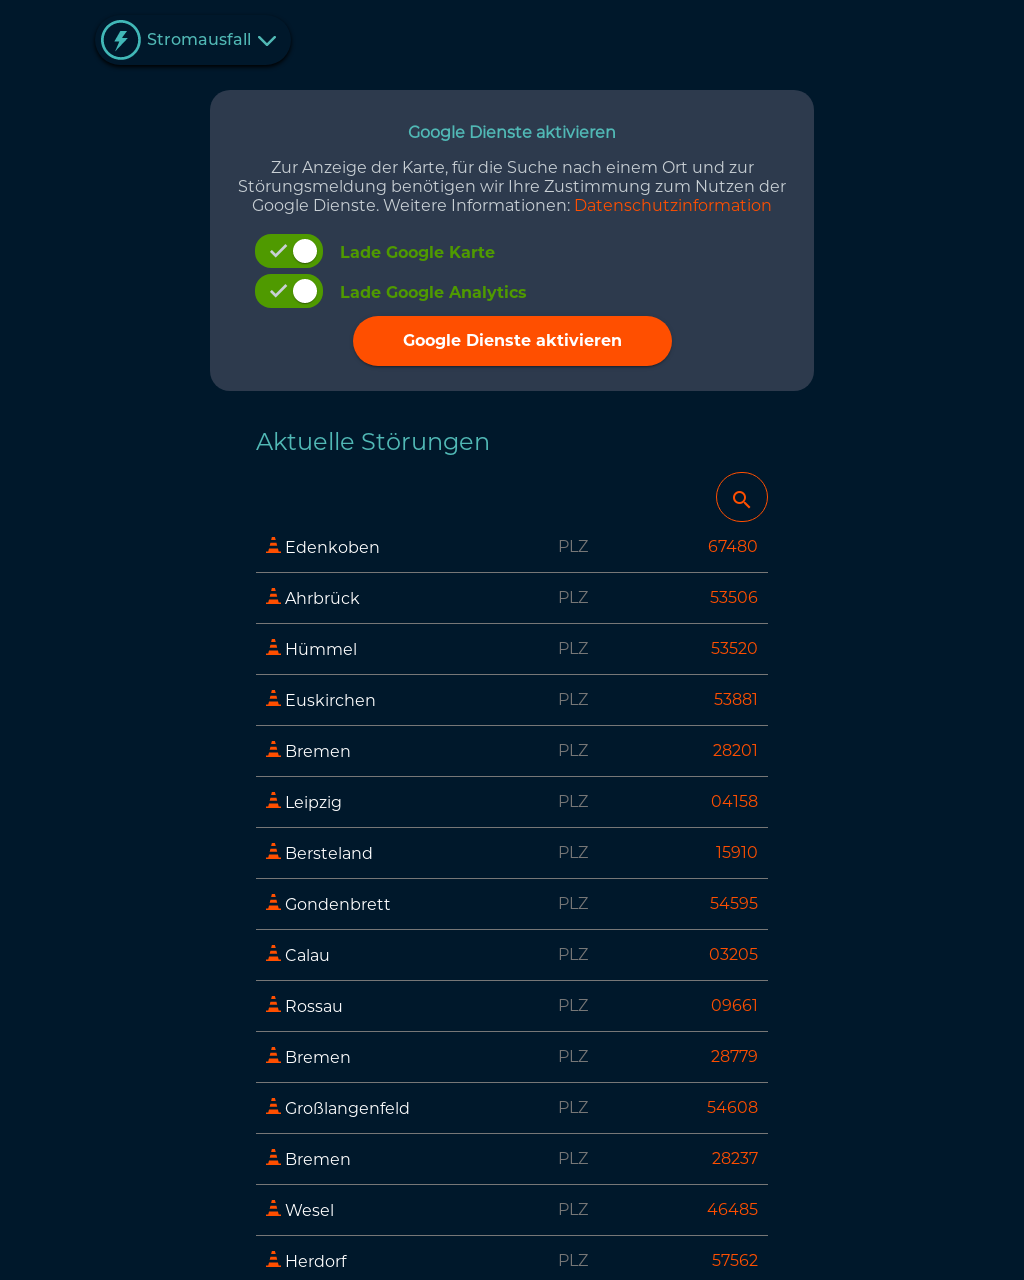 Stromausfall
Google Dienste aktivieren
Zur Anzeige der Karte, für die Suche nach einem Ort und zur
Störungsmeldung benötigen wir Ihre Zustimmung zum Nutzen der
Google Dienste. Weitere Informationen: Datenschutzinformation
Lade Google Karte
Lade Google Analytics
Google Dienste aktivieren
Aktuelle Störungen
Edenkoben PLZ 67480
Ahrbrück PLZ 53506
Hümmel PLZ 53520
Euskirchen PLZ 53881
Bremen PLZ 28201
Leipzig PLZ 04158
Bersteland PLZ 15910
Gondenbrett PLZ 54595
Calau PLZ 03205
Rossau PLZ 09661
Bremen PLZ 28779
Großlangenfeld PLZ 54608
Bremen PLZ 28237
Wesel PLZ 46485
Herdorf PLZ 57562